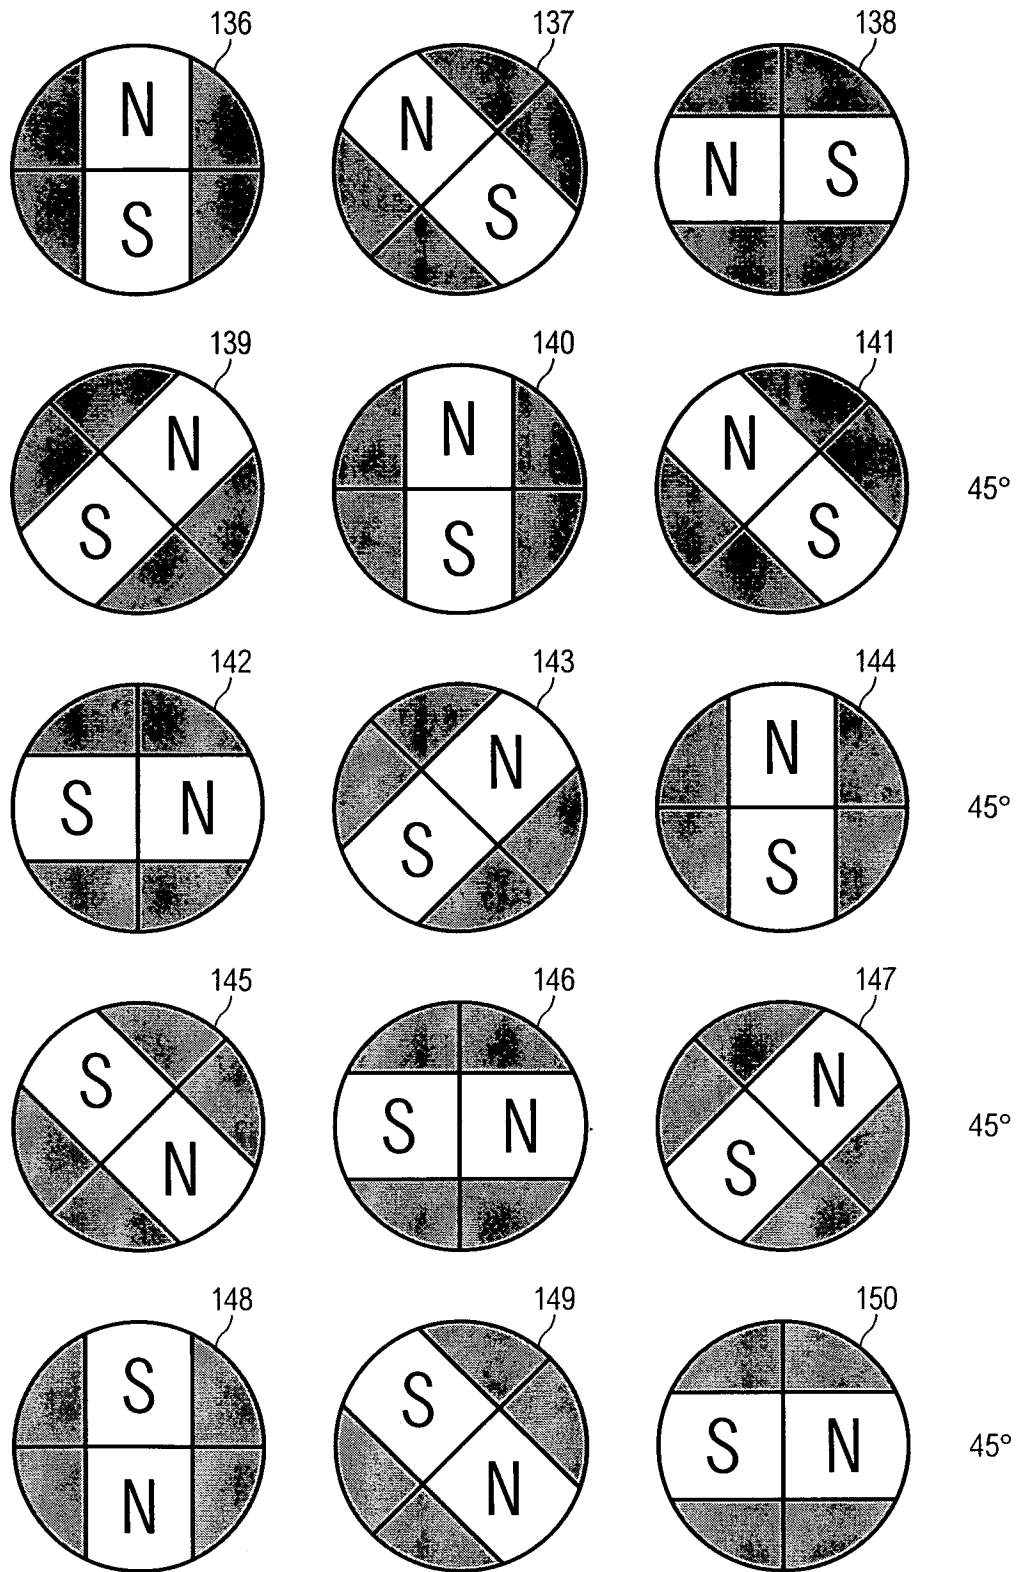 136 137 138
N N N S
S S
139 140 141
N N N 45°
S S S
142 143 144
N N
S N S S 45°
145 146 147
S N
S N 45°
N S
148 149 150
S S
S N 45°
N N